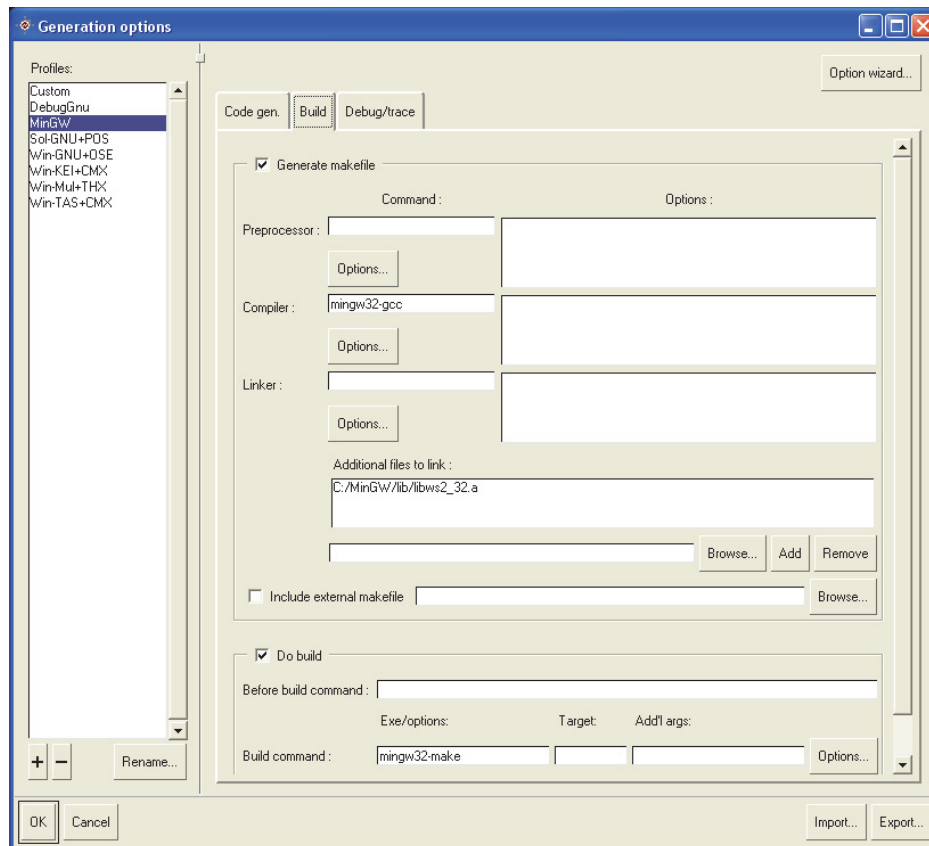 Generation options
Profiles:
Custom
DebugGnu
MinGW
Sol-GNU+POS
Win-GNU+OSE
Win-KEI+CMX
Win-Mul+THX
Win-TAS+CMX
+ − Rename...
Option wizard...
Code gen. Build Debug/trace
Generate makefile
Command : Options :
Preprocessor :
Options...
Compiler : mingw32-gcc
Options...
Linker :
Options...
Additional files to link :
C:/MinGW/lib/libws2_32.a
Browse... Add Remove
Include external makefile Browse...
Do build
Before build command :
Exe/options: Target: Add'l args:
Build command : mingw32-make Options...
OK Cancel Import... Export...